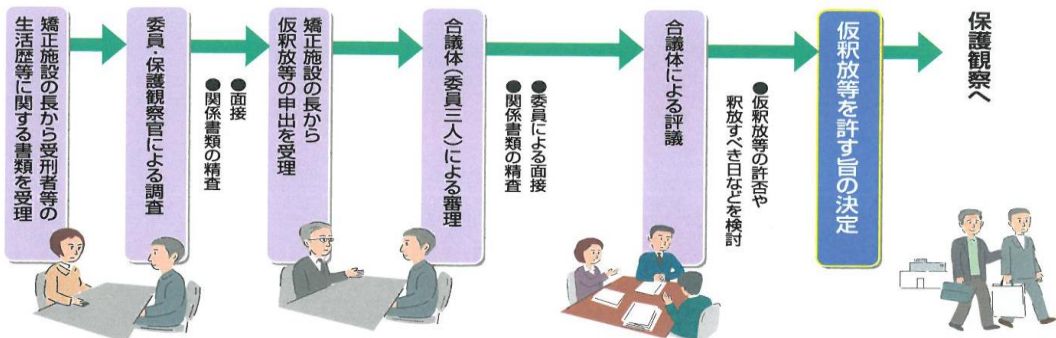 矯正施設の長から受刑者等の
生活歴等に関する書類を受理
委員・保護観察官による調査
●面接
●関係書類の精査
矯正施設の長から
仮釈放等の申出を受理
合議体（委員三人）による審理
●委員による面接
●関係書類の精査
合議体による評議
●仮釈放等の許否や
釈放すべき日などを検討
仮釈放等を許す旨の決定
保護観察へ